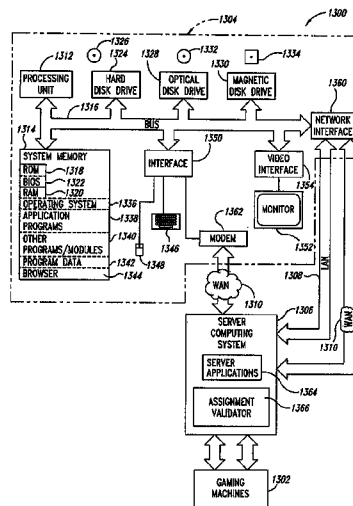 1300
1304
1326
1324
1332
1328
1334
1330
1312
PROCESSING
UNIT
HARD
DISK DRIVE
OPTICAL
DISK DRIVE
MAGNETIC
DISK DRIVE
1360
NETWORK
INTERFACE
1316
BUS
1314
SYSTEM MEMORY
ROM 1318
BIOS 1322
RAM 1320
OPERATING SYSTEM 1336
APPLICATION
PROGRAMS 1338
OTHER
PROGRAMS/MODULES 1340
PROGRAM DATA 1342
BROWSER 1344
INTERFACE
1350
1346
1348
VIDEO
INTERFACE
1354
MONITOR
1352
1362
MODEM
1308
LAN
WAN
1310
1306
1310
WAN
SERVER
COMPUTING
SYSTEM
SERVER
APPLICATIONS
1364
ASSIGNMENT
VALIDATOR
1366
GAMING
MACHINES
1302